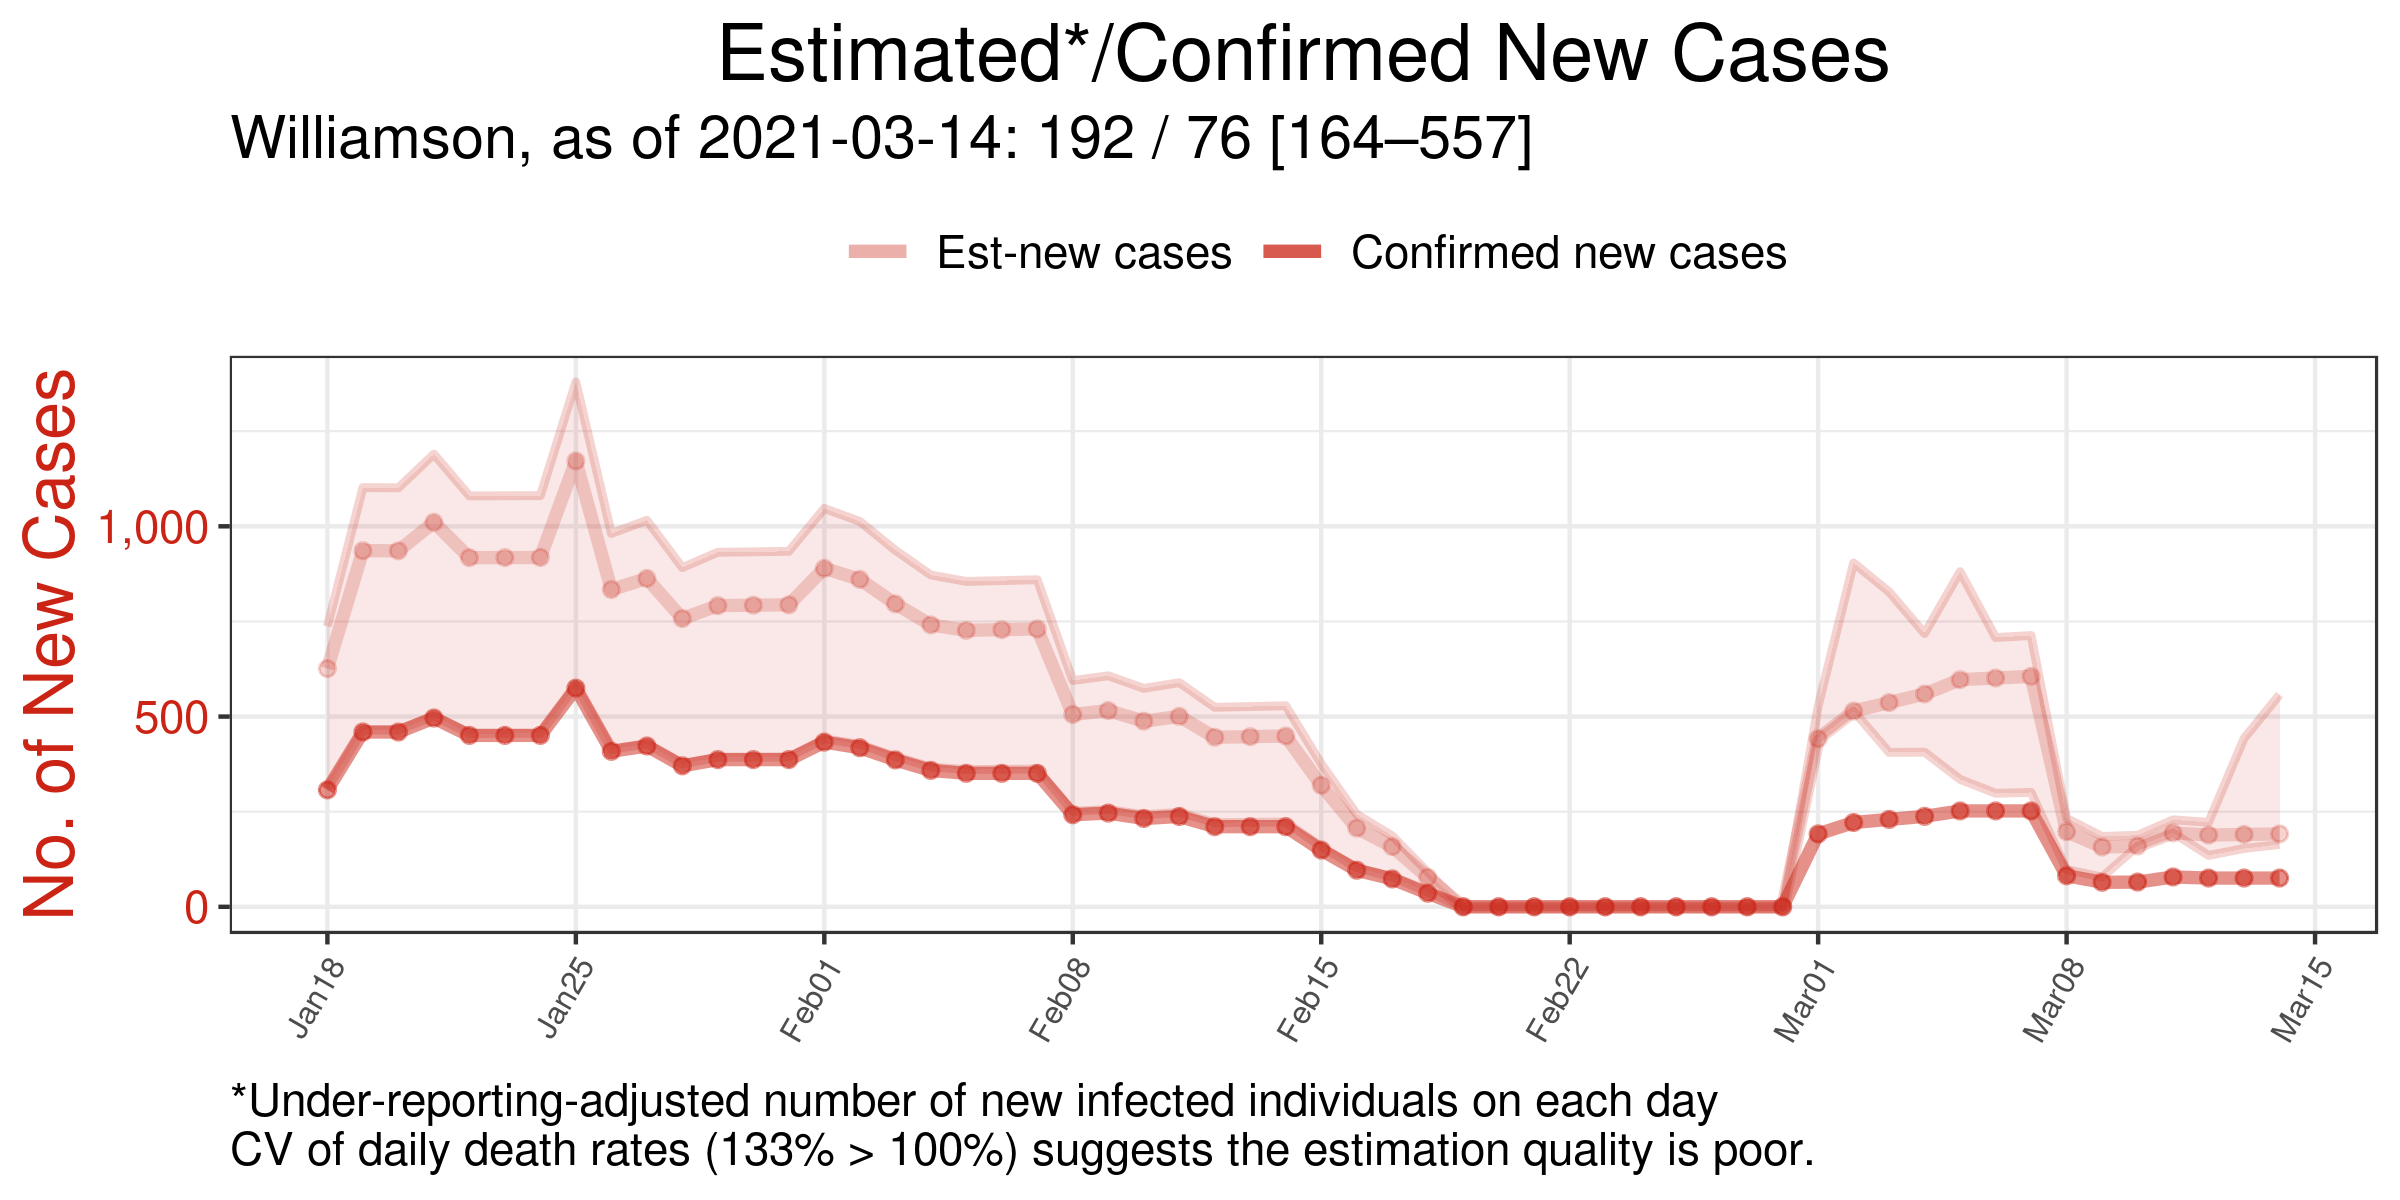 Estimated*/Confirmed New Cases
Williamson, as of 2021-03-14: 192 / 76 [164–557]
Est-new cases
Confirmed new cases
No. of New Cases
1,000
500
0
Jan18
Jan25
Feb01
Feb08
Feb15
Feb22
Mar01
Mar08
Mar15
*Under-reporting-adjusted number of new infected individuals on each day
CV of daily death rates (133% > 100%) suggests the estimation quality is poor.